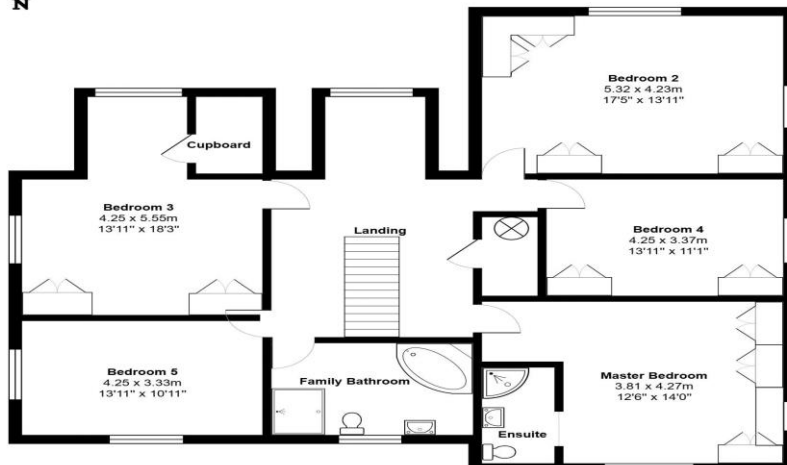 N
Bedroom 2
5.32 x 4.23m
17'5" x 13'11"
Cupboard
Bedroom 3
4.25 x 5.55m
13'11" x 18'3"
Landing
Bedroom 4
4.25 x 3.37m
13'11" x 11'1"
Bedroom 5
4.25 x 3.33m
13'11" x 10'11"
Family Bathroom
Master Bedroom
3.81 x 4.27m
12'6" x 14'0"
Ensuite